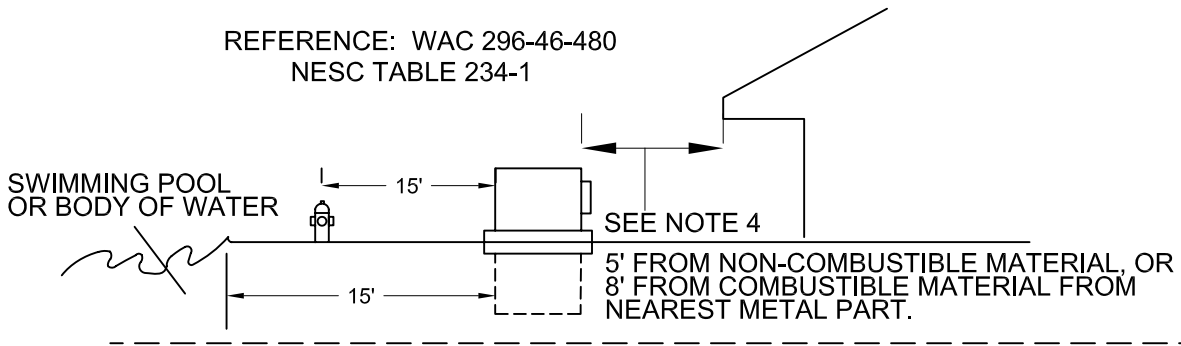 REFERENCE: WAC 296-46-480
NESC TABLE 234-1
SWIMMING POOL
OR BODY OF WATER
15'
SEE NOTE 4
5' FROM NON-COMBUSTIBLE MATERIAL, OR
8' FROM COMBUSTIBLE MATERIAL FROM
NEAREST METAL PART.
15'